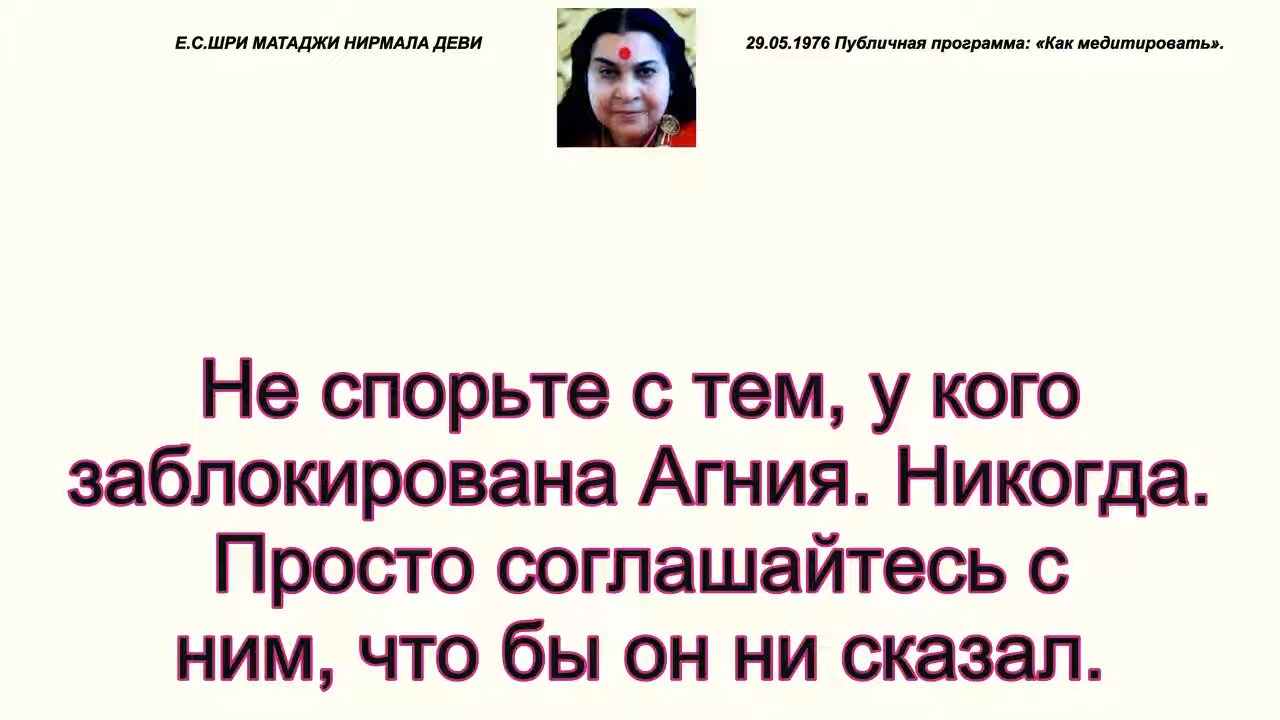 Е.С.ШРИ МАТАДЖИ НИРМАЛА ДЕВИ
29.05.1976 Публичная программа: «Как медитировать».
Не спорьте с тем, у кого
заблокирована Агния. Никогда.
Просто соглашайтесь с
ним, что бы он ни сказал.